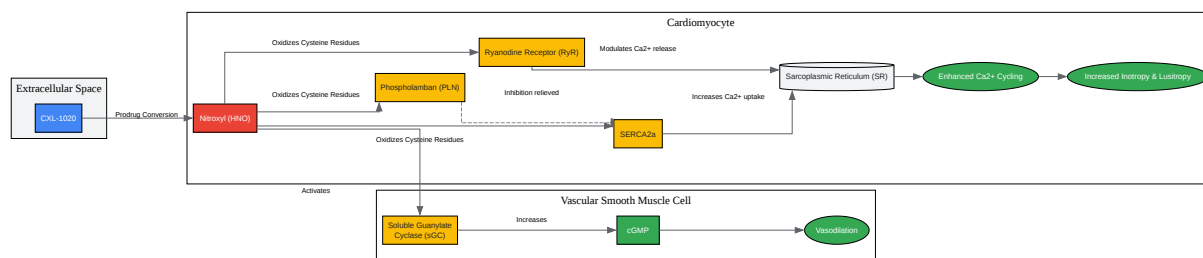 Cardiomyocyte
Oxidizes Cysteine Residues
Ryanodine Receptor (RyR)
Modulates Ca2+ release
Sarcoplasmic Reticulum (SR)
Enhanced Ca2+ Cycling
Increased Inotropy & Lusitropy
Extracellular Space
CXL-1020
Prodrug Conversion
Nitroxyl (HNO)
Oxidizes Cysteine Residues
Phospholamban (PLN)
Inhibition relieved
Increases Ca2+ uptake
Oxidizes Cysteine Residues
SERCA2a
Activates
Vascular Smooth Muscle Cell
Soluble Guanylate
Cyclase (sGC)
Increases
cGMP
Vasodilation